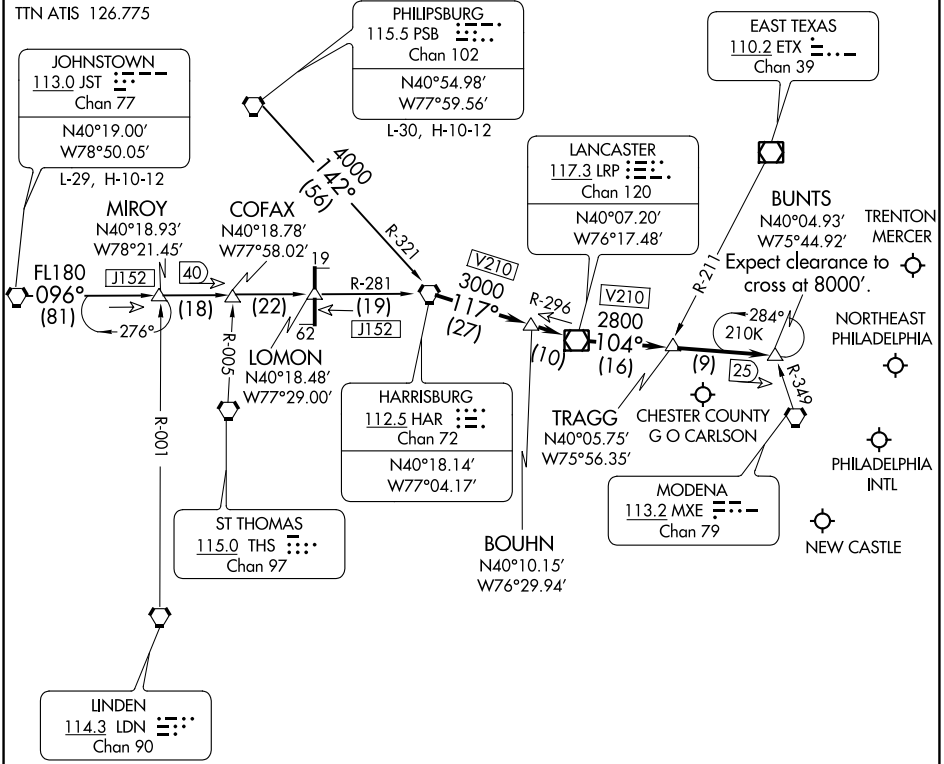 TTN ATIS 126.775
JOHNSTOWN
113.0 JST
Chan 77
N40°19.00′
W78°50.05′
L-29, H-10-12
PHILIPSBURG
115.5 PSB
Chan 102
N40°54.98′
W77°59.56′
L-30, H-10-12
EAST TEXAS
110.2 ETX
Chan 39
LANCASTER
117.3 LRP
Chan 120
N40°07.20′
W76°17.48′
MIROY
N40°18.93′
W78°21.45′
COFAX
N40°18.78′
W77°58.02′
4000
142°
(56)
R-321
BUNTS
N40°04.93′
W75°44.92′
Expect clearance to
cross at 8000′.
TRENTON
MERCER
FL180
096°
(81)
J152
276°
40
(18)
(22)
19
62
R-281
(19)
J152
LOMON
N40°18.48′
W77°29.00′
V210
3000
117°
(27)
R-296
(10)
V210
2800
104°
(16)
R-211
284°
210K
(9)
25
R-349
NORTHEAST
PHILADELPHIA
R-001
R-005
HARRISBURG
112.5 HAR
Chan 72
N40°18.14′
W77°04.17′
TRAGG
N40°05.75′
W75°56.35′
CHESTER COUNTY
G O CARLSON
PHILADELPHIA
INTL
MODENA
113.2 MXE
Chan 79
NEW CASTLE
ST THOMAS
115.0 THS
Chan 97
BOUHN
N40°10.15′
W76°29.94′
LINDEN
114.3 LDN
Chan 90